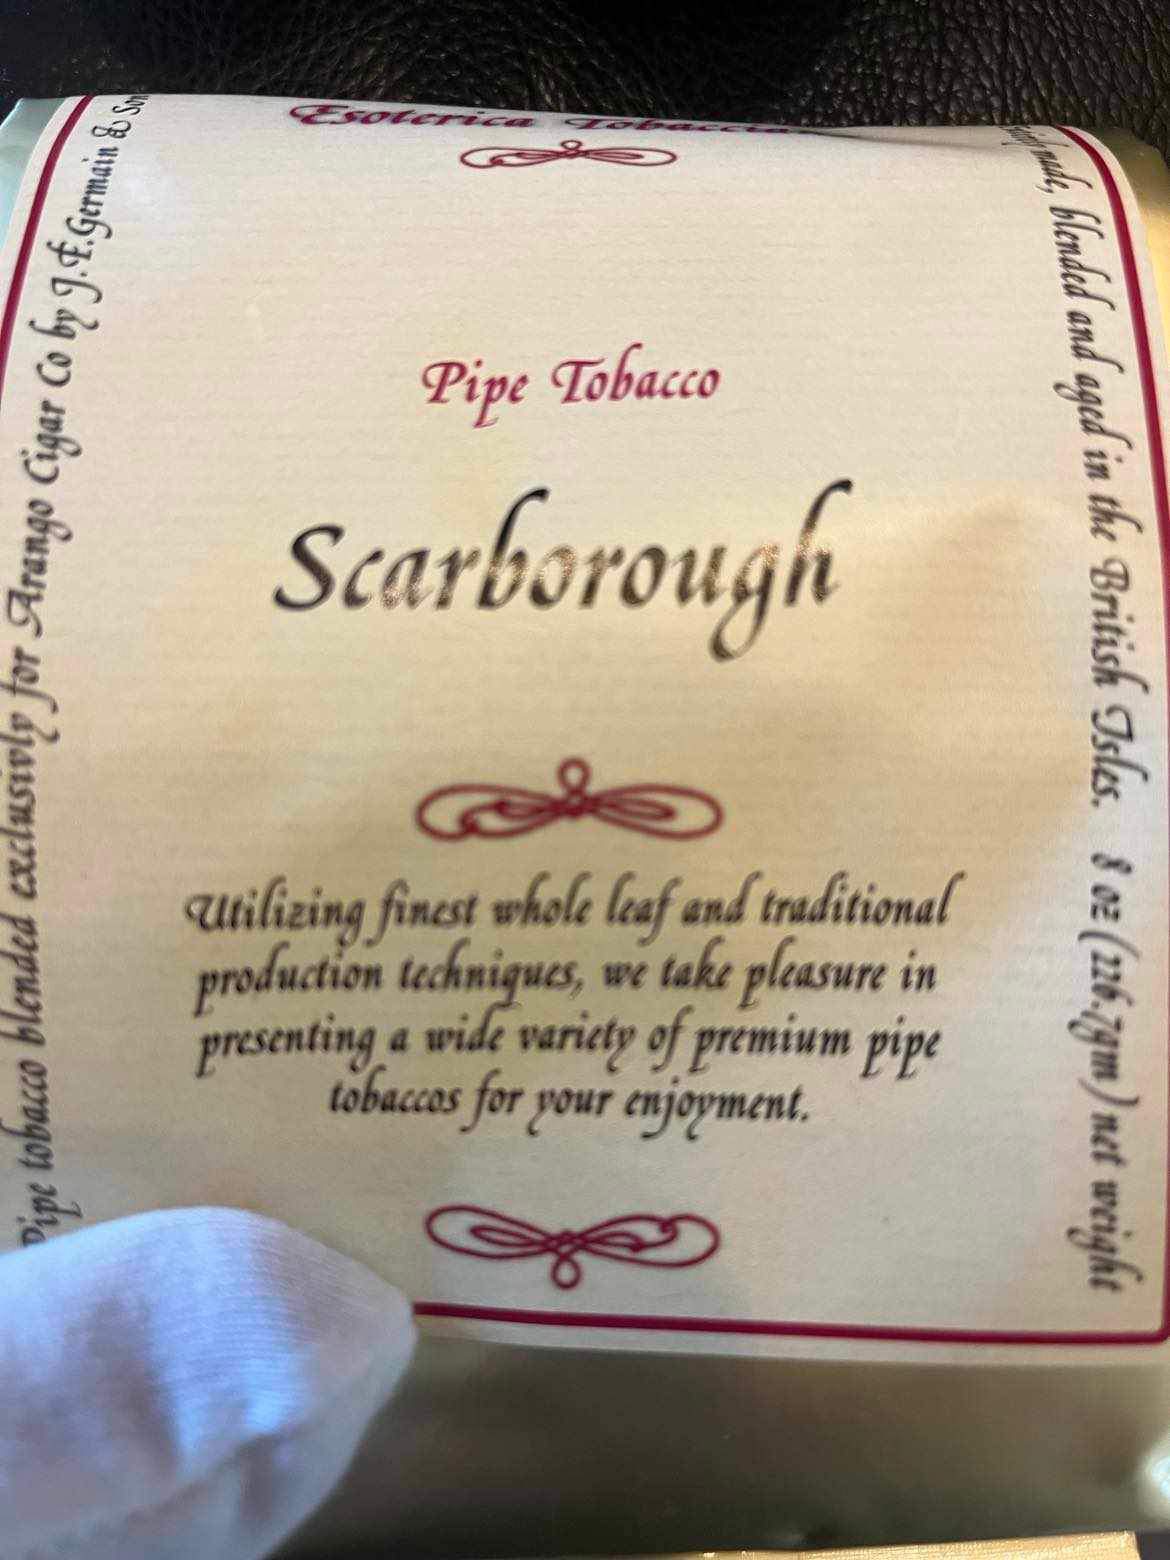 Esoterica Tobaccia
Pipe Tobacco
Scarborough
Utilizing finest whole leaf and traditional
production techniques, we take pleasure in
presenting a wide variety of premium pipe
tobaccos for your enjoyment.
Pipe tobacco blended exclusivly for Arango Cigar Co by J.F.Germain & Son
made, blended and aged in the British Isles. 8 oz (226.7gm) net weight